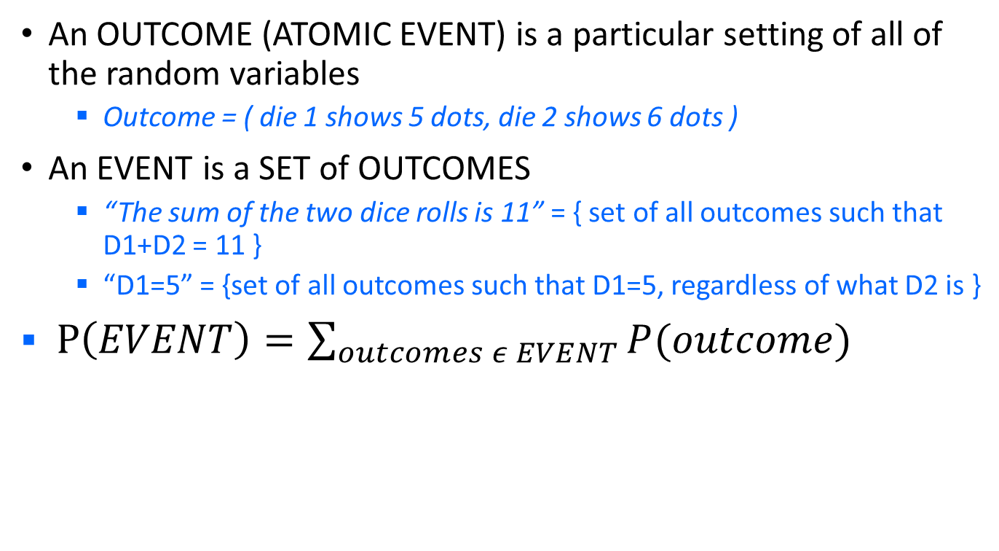 • An OUTCOME (ATOMIC EVENT) is a particular setting of all of
the random variables
▪ Outcome = ( die 1 shows 5 dots, die 2 shows 6 dots )
• An EVENT is a SET of OUTCOMES
▪ “The sum of the two dice rolls is 11” = { set of all outcomes such that
D1+D2 = 11 }
▪ “D1=5” = {set of all outcomes such that D1=5, regardless of what D2 is }
▪ P(EVENT) = ∑_{outcomes ϵ EVENT} P(outcome)